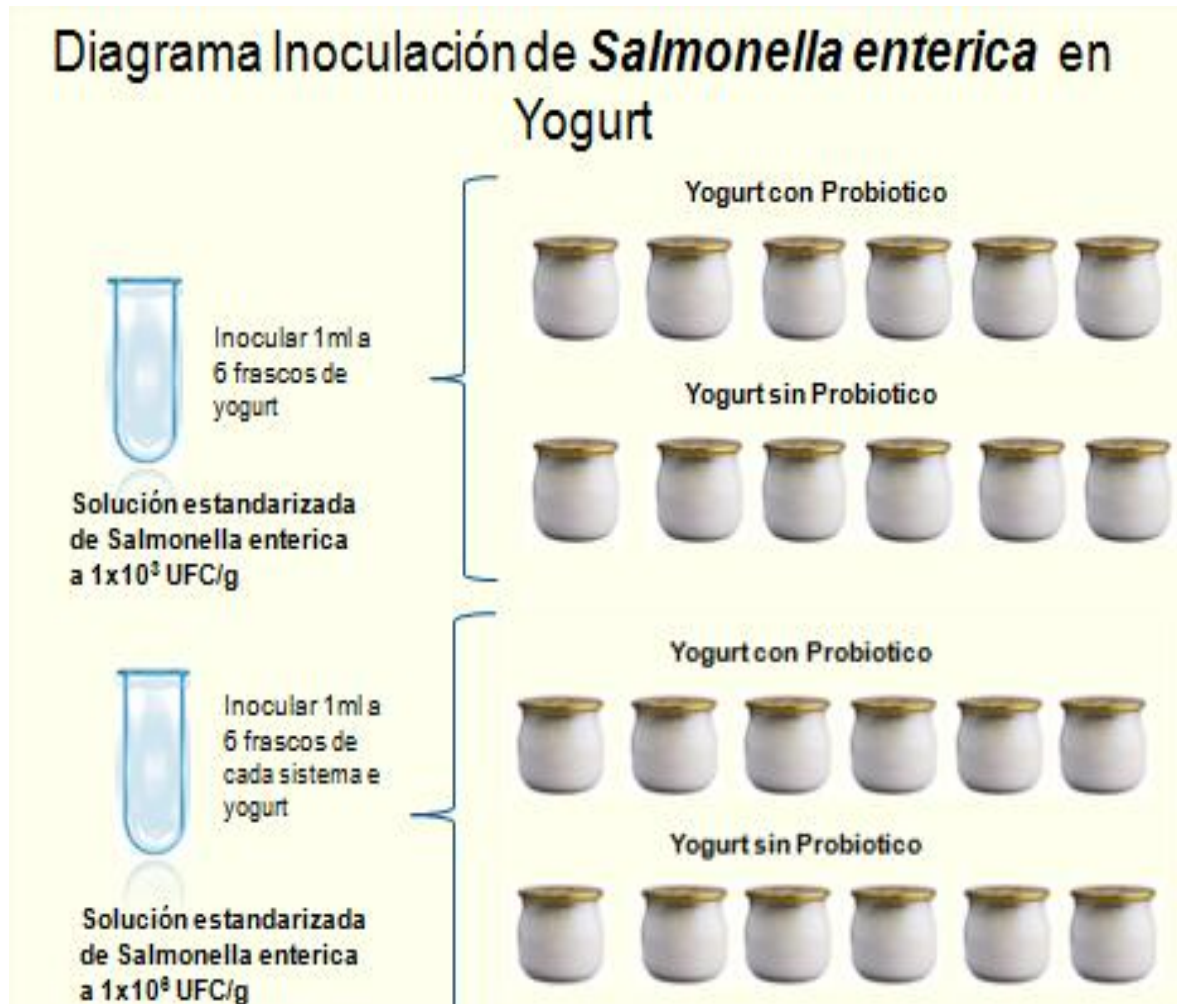 Diagrama Inoculación de Salmonella enterica en
Yogurt
Yogurt con Probiotico
Inocular 1ml a
6 frascos de
yogurt
Yogurt sin Probiotico
Solución estandarizada
de Salmonella enterica
a 1x10³ UFC/g
Yogurt con Probiotico
Inocular 1ml a
6 frascos de
cada sistema e
yogurt
Yogurt sin Probiotico
Solución estandarizada
de Salmonella enterica
a 1x10⁸ UFC/g